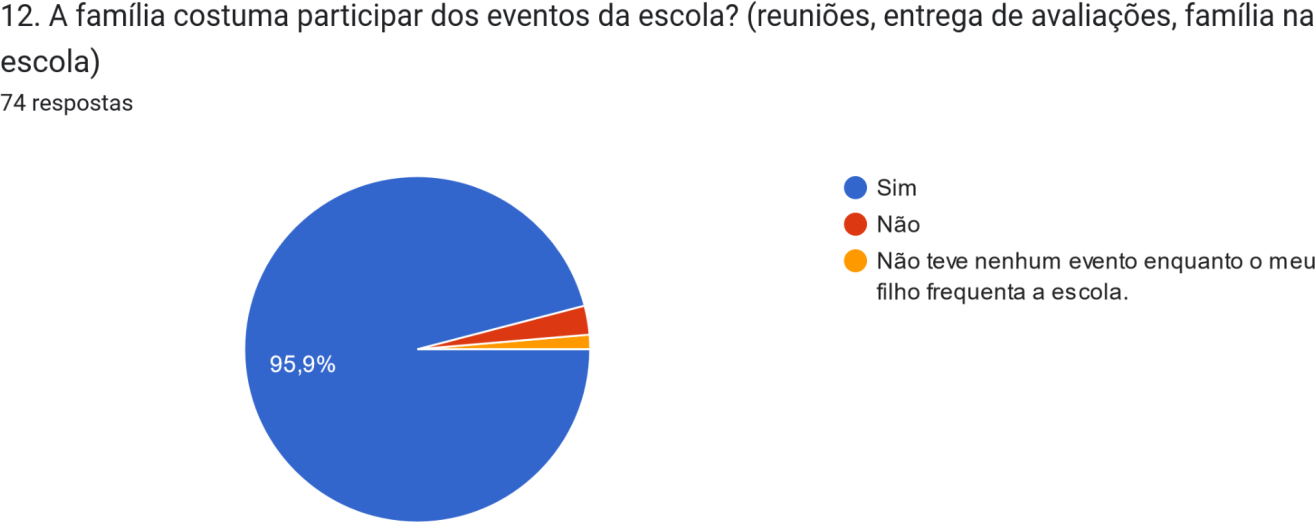 12. A família costuma participar dos eventos da escola? (reuniões, entrega de avaliações, família na
escola)
74 respostas
Sim
Não
Não teve nenhum evento enquanto o meu
filho frequenta a escola.
95,9%